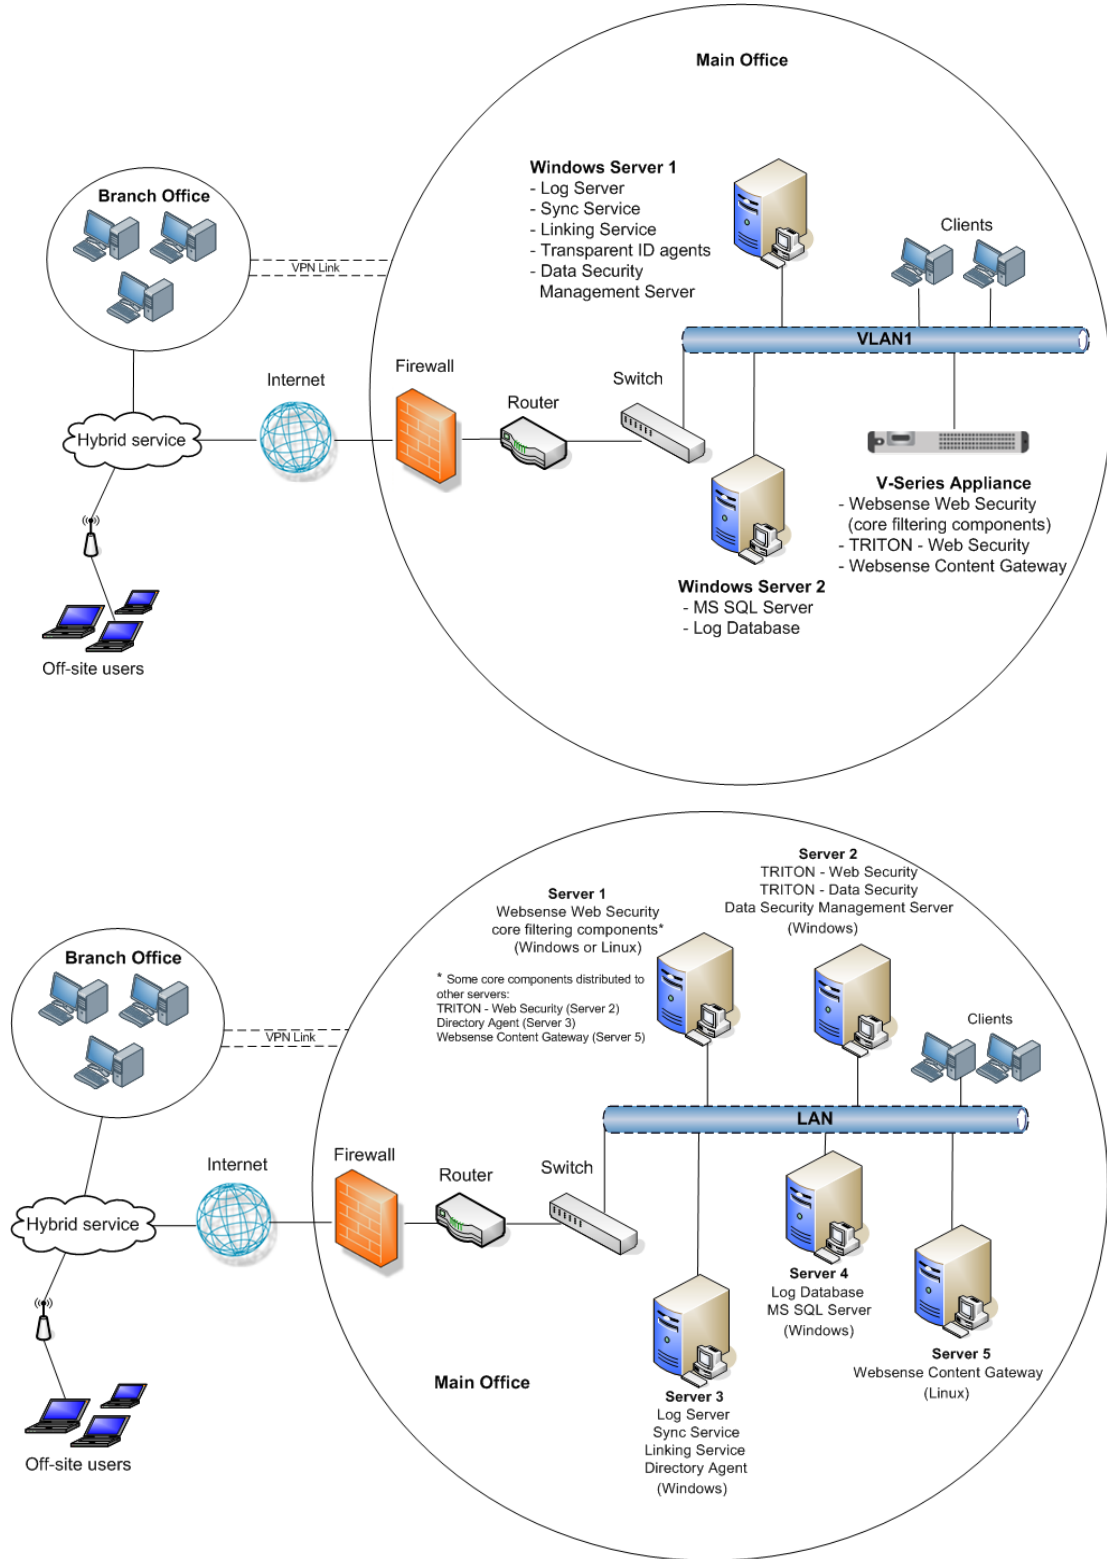 Main Office
Windows Server 1
- Log Server
- Sync Service
- Linking Service
- Transparent ID agents
- Data Security
Management Server
Branch Office
VPN Link
Clients
VLAN1
Internet
Firewall
Router
Switch
Hybrid service
Off-site users
Windows Server 2
- MS SQL Server
- Log Database
V-Series Appliance
- Websense Web Security
(core filtering components)
- TRITON - Web Security
- Websense Content Gateway
Server 2
TRITON - Web Security
TRITON - Data Security
Data Security Management Server
(Windows)
Server 1
Websense Web Security
core filtering components*
(Windows or Linux)
* Some core components distributed to
other servers:
TRITON - Web Security (Server 2)
Directory Agent (Server 3)
Websense Content Gateway (Server 5)
Branch Office
VPN Link
Clients
LAN
Internet
Firewall
Router
Switch
Hybrid service
Off-site users
Server 4
Log Database
MS SQL Server
(Windows)
Server 5
Websense Content Gateway
(Linux)
Main Office
Server 3
Log Server
Sync Service
Linking Service
Directory Agent
(Windows)